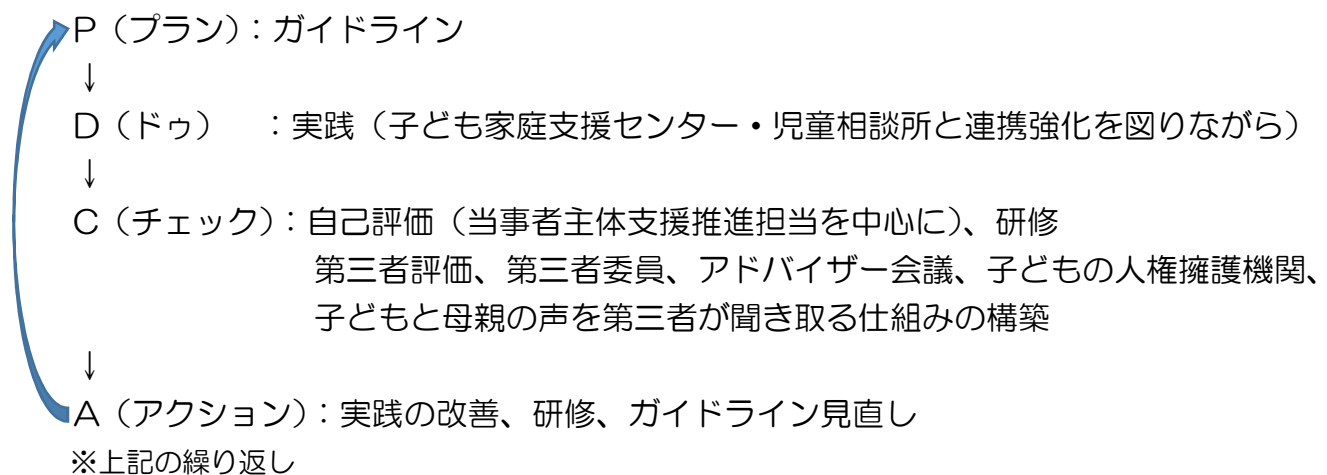 P（プラン）：ガイドライン
↓
D（ドゥ）　：実践（子ども家庭支援センター・児童相談所と連携強化を図りながら）
↓
C（チェック）：自己評価（当事者主体支援推進担当を中心に）、研修
第三者評価、第三者委員、アドバイザー会議、子どもの人権擁護機関、
子どもと母親の声を第三者が聞き取る仕組みの構築
↓
A（アクション）：実践の改善、研修、ガイドライン見直し
※上記の繰り返し